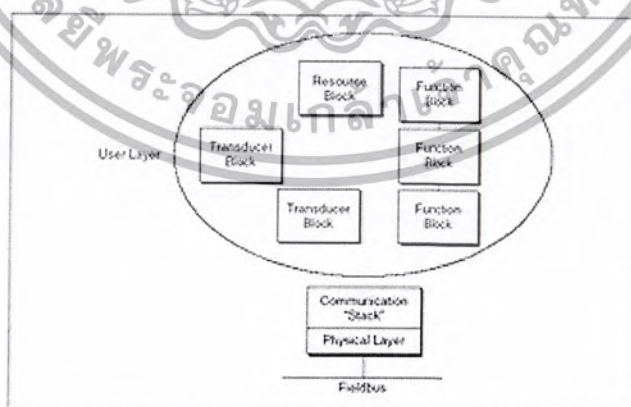 Resource
Block
Function
Block
User Layer
Transducer
Block
Function
Block
Transducer
Block
Function
Block
Communication
"Stack"
Physical Layer
Fieldbus